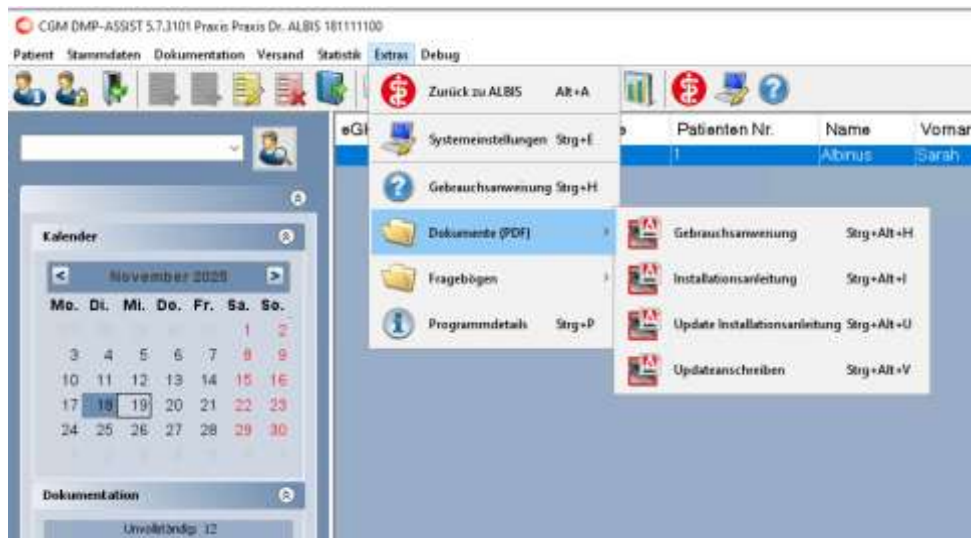 CGM DMP-ASSIST 5.7.3101 Praxis Praxis Dr. ALBIS 181111100
Patient Stammdaten Dokumentation Versand Statistik Extras Debug
Zurück zu ALBIS Alt+A
Systemeinstellungen Strg+E
Gebrauchsanweisung Strg+H
Dokumente (PDF)
Fragebögen
Programmdetails Strg+P
Gebrauchsanweisung Strg+Alt+H
Installationsanleitung Strg+Alt+I
Update Installationsanleitung Strg+Alt+U
Updateanschreiben Strg+Alt+V
eGK Patienten Nr. Name Vornam
1 Albinus Sarah
Kalender
< November 2025 >
Mo. Di. Mi. Do. Fr. Sa. So.
1 2
3 4 5 6 7 8 9
10 11 12 13 14 15 16
17 18 19 20 21 22 23
24 25 26 27 28 29 30
Dokumentation
Unvollständig: 12